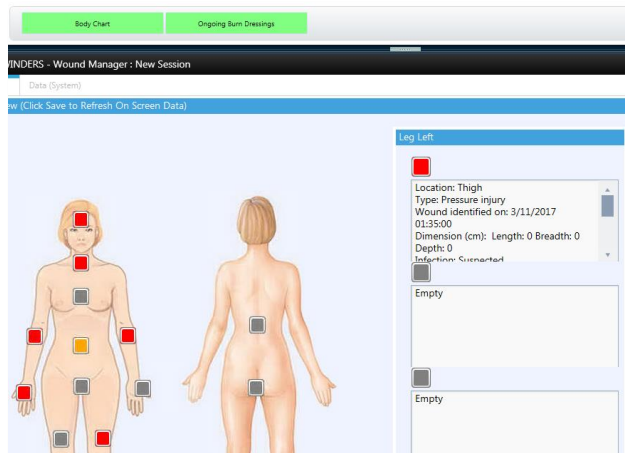 Body Chart
Ongoing Burn Dressings
VINDERS - Wound Manager : New Session
Data (System)
ew (Click Save to Refresh On Screen Data)
Leg Left
Location: Thigh
Type: Pressure injury
Wound identified on: 3/11/2017
01:35:00
Dimension (cm): Length: 0 Breadth: 0
Depth: 0
Infection: Suspected
Empty
Empty